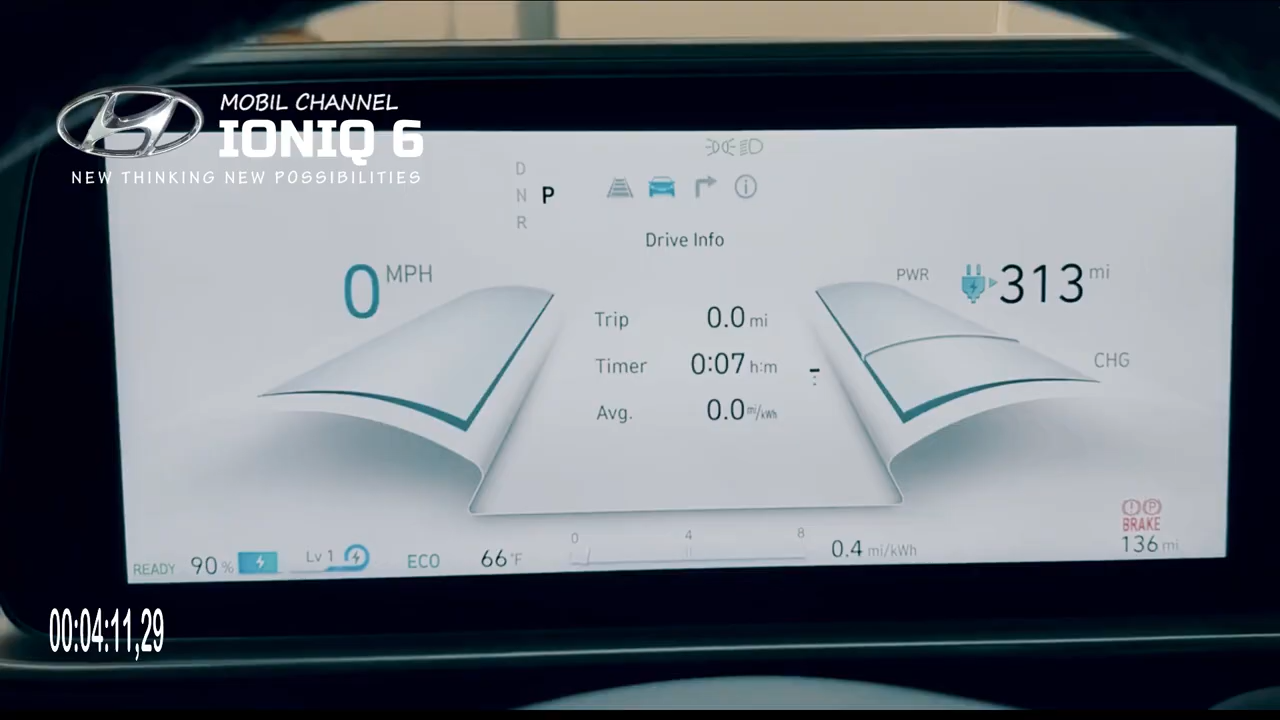 MOBIL CHANNEL
IONIQ 6
NEW THINKING NEW POSSIBILITIES
D
N P
R
Drive Info
0 MPH
PWR
313 mi
Trip 0.0 mi
Timer 0:07 h:m
CHG
Avg. 0.0 mi/kWh
BRAKE
0 4 8
136 mi
READY 90 % Lv 1 ECO 66 °F 0.4 mi/kWh
00:04:11,29